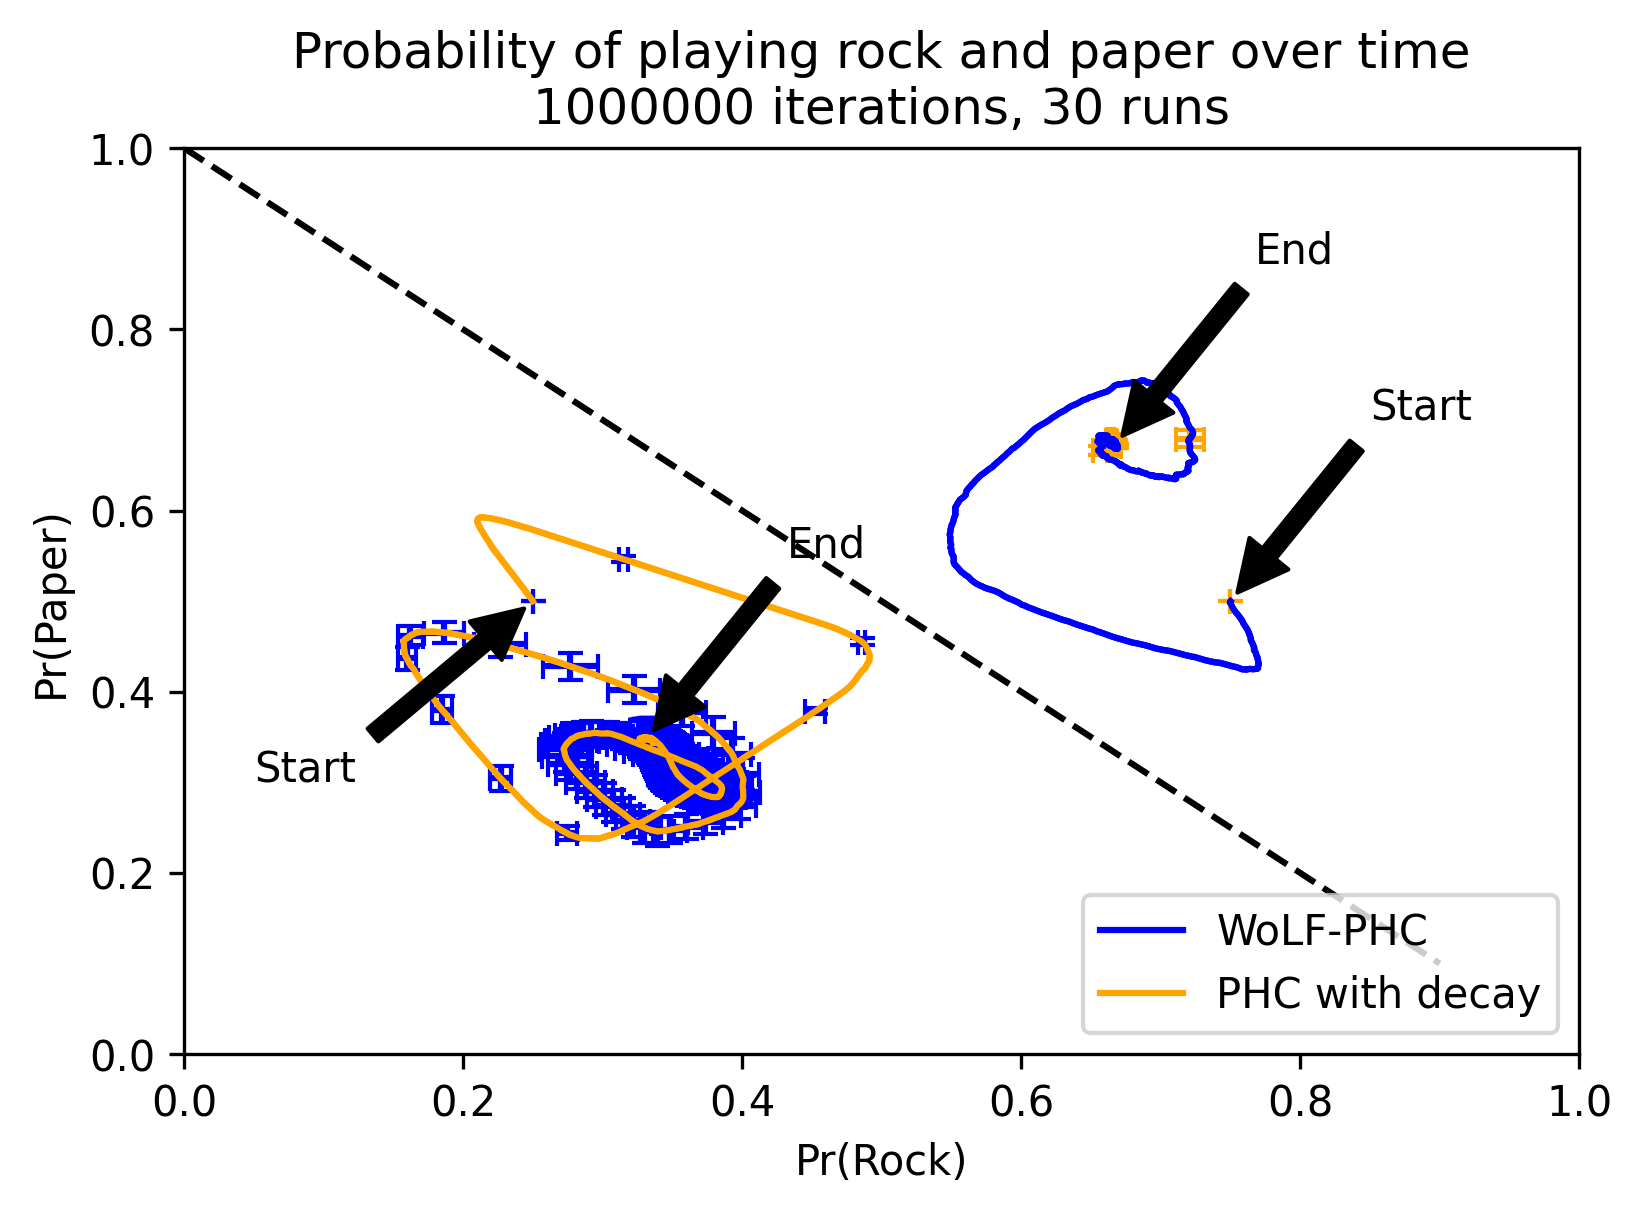 Probability of playing rock and paper over time
1000000 iterations, 30 runs
1.0
0.8
0.6
0.4
0.2
0.0
Pr(Paper)
End
Start
End
Start
WoLF-PHC
PHC with decay
0.0
0.2
0.4
0.6
0.8
1.0
Pr(Rock)